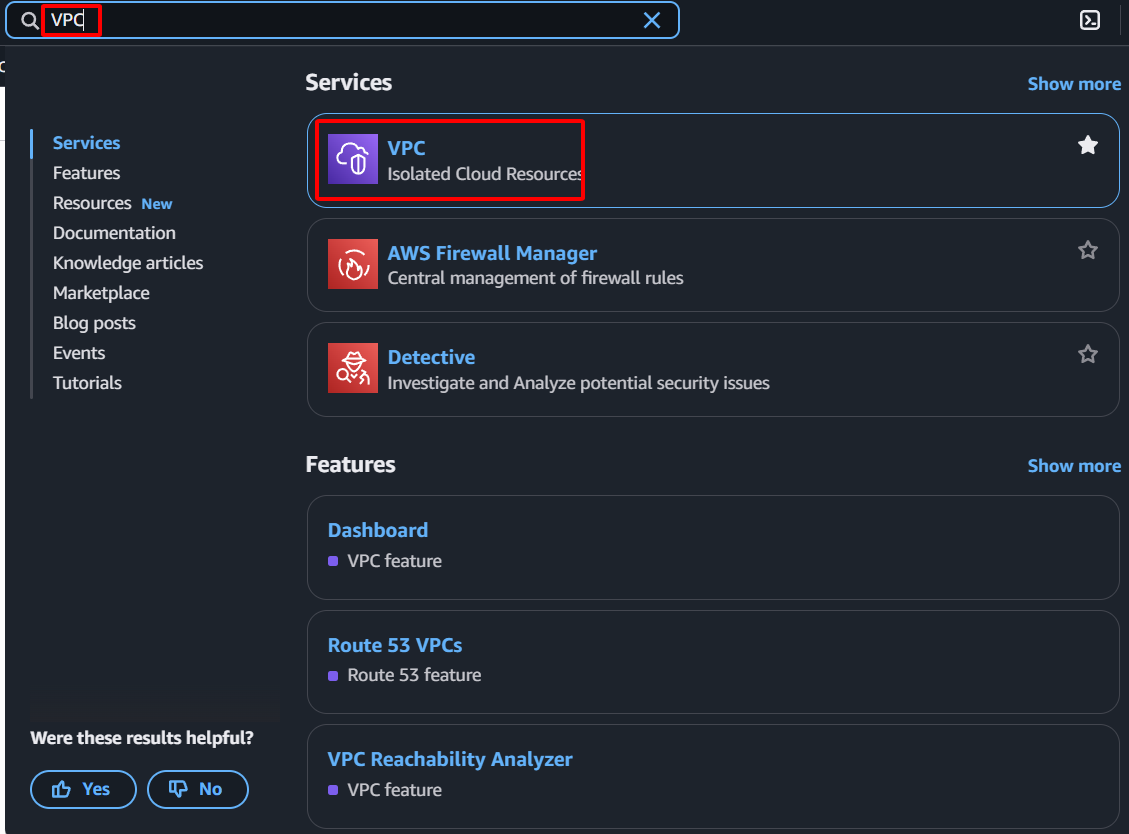 VPC
Services
Show more
Services
Features
Resources New
Documentation
Knowledge articles
Marketplace
Blog posts
Events
Tutorials
VPC
Isolated Cloud Resources
AWS Firewall Manager
Central management of firewall rules
Detective
Investigate and Analyze potential security issues
Features
Show more
Dashboard
VPC feature
Route 53 VPCs
Route 53 feature
VPC Reachability Analyzer
VPC feature
Were these results helpful?
Yes
No